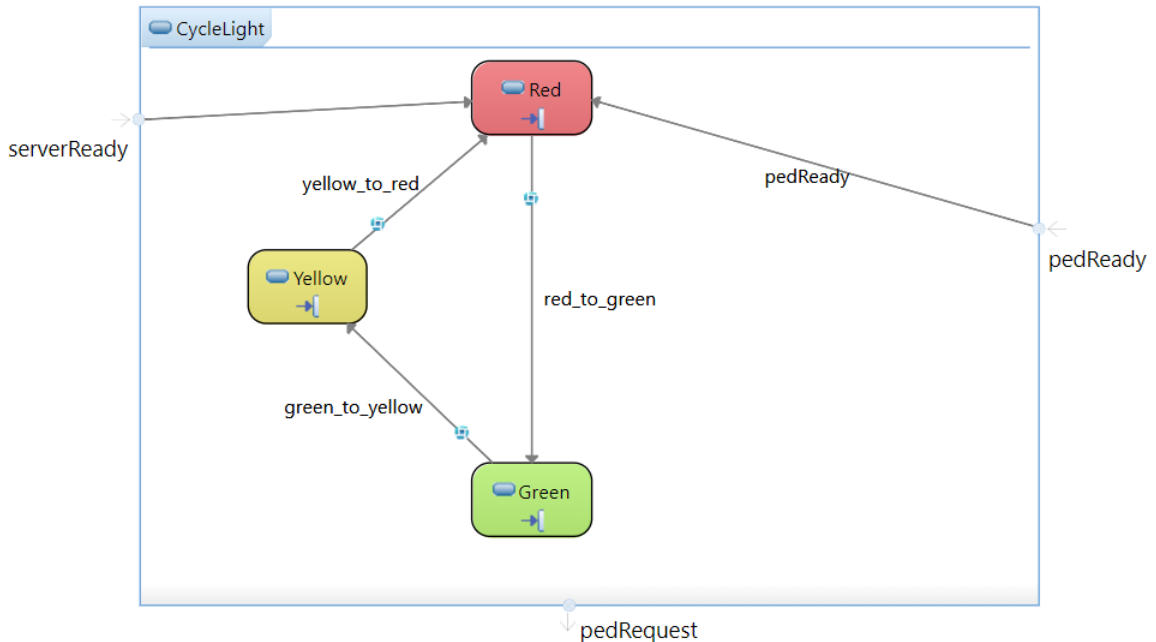 CycleLight
Red
serverReady
yellow_to_red
pedReady
pedReady
Yellow
red_to_green
green_to_yellow
Green
pedRequest